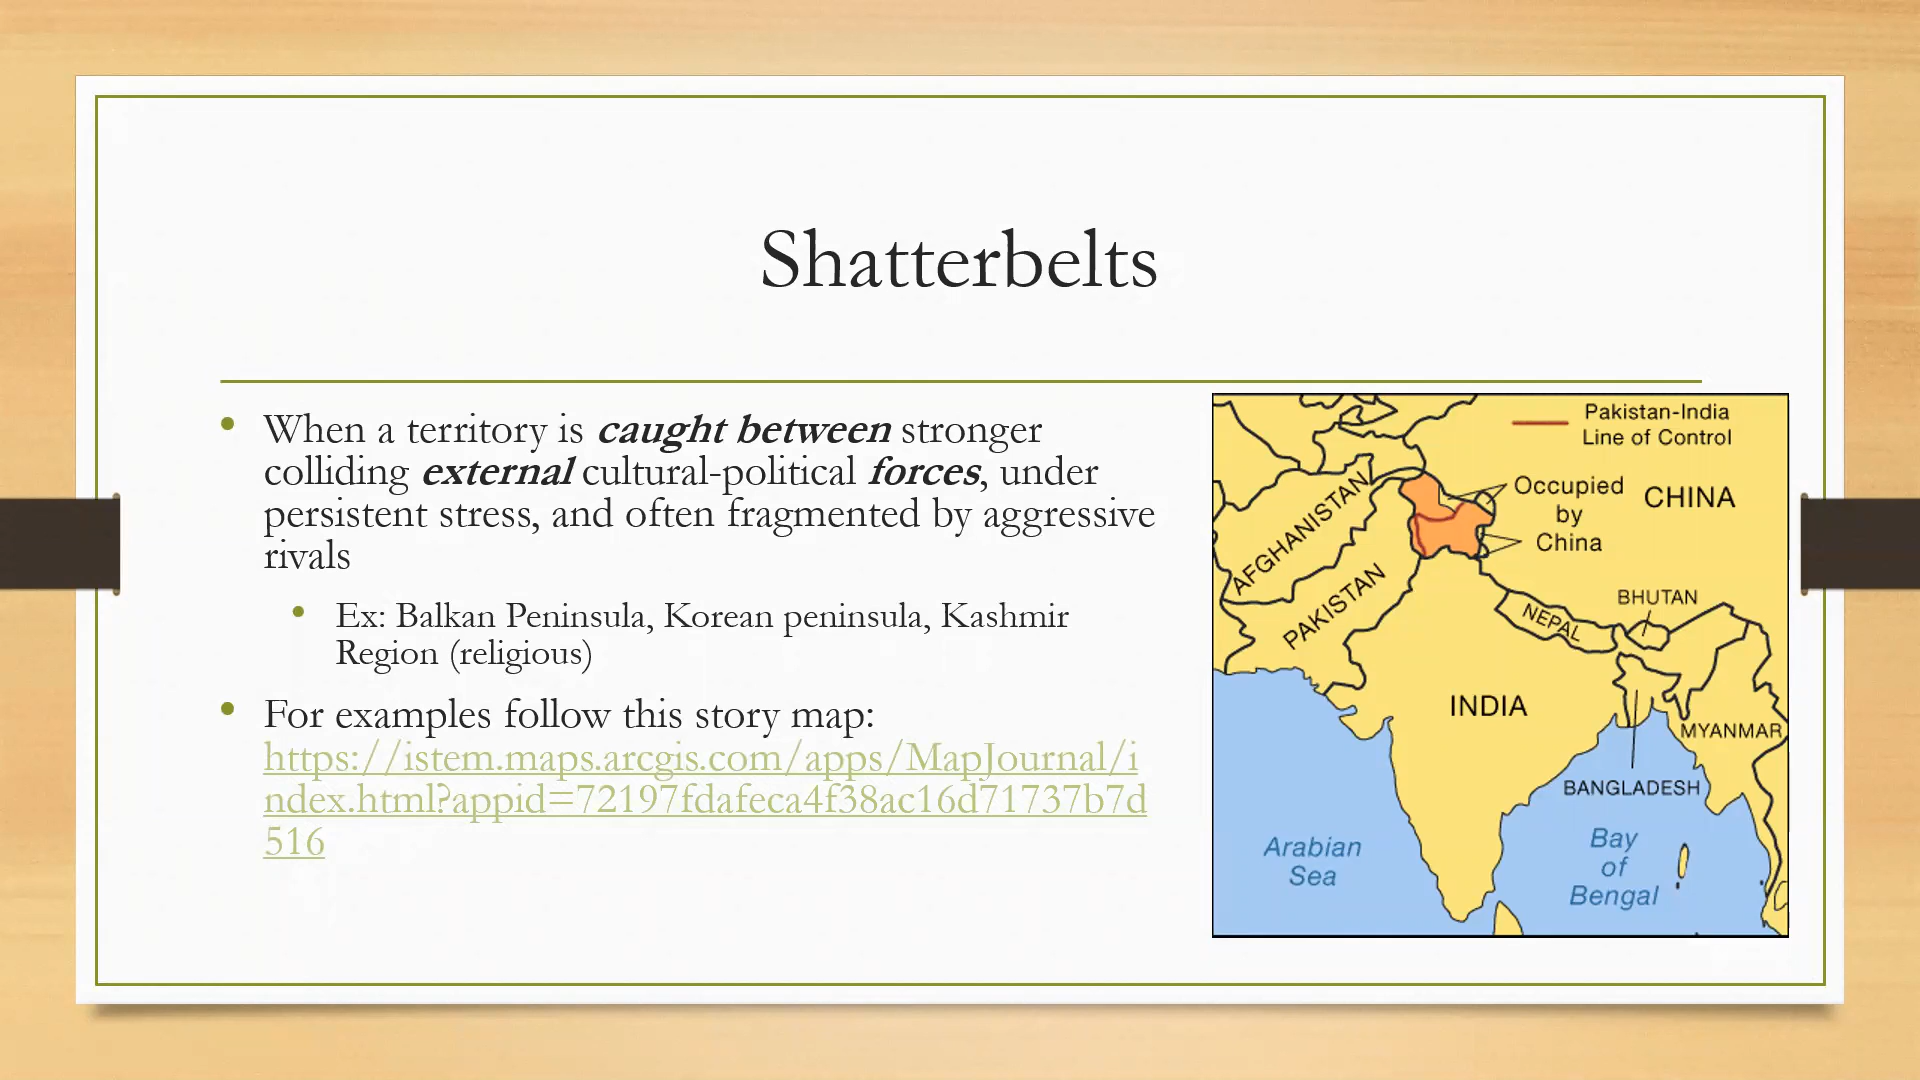 Shatterbelts
• When a territory is caught between stronger
colliding external cultural-political forces, under
persistent stress, and often fragmented by aggressive
rivals
• Ex: Balkan Peninsula, Korean peninsula, Kashmir
Region (religious)
• For examples follow this story map:
https://istem.maps.arcgis.com/apps/MapJournal/i
ndex.html?appid=72197fdafeca4f38ac16d71737b7d
516
Pakistan-India
Line of Control
Occupied
by
China
CHINA
AFGHANISTAN
PAKISTAN
BHUTAN
NEPAL
INDIA
MYANMAR
BANGLADESH
Arabian
Sea
Bay
of
Bengal